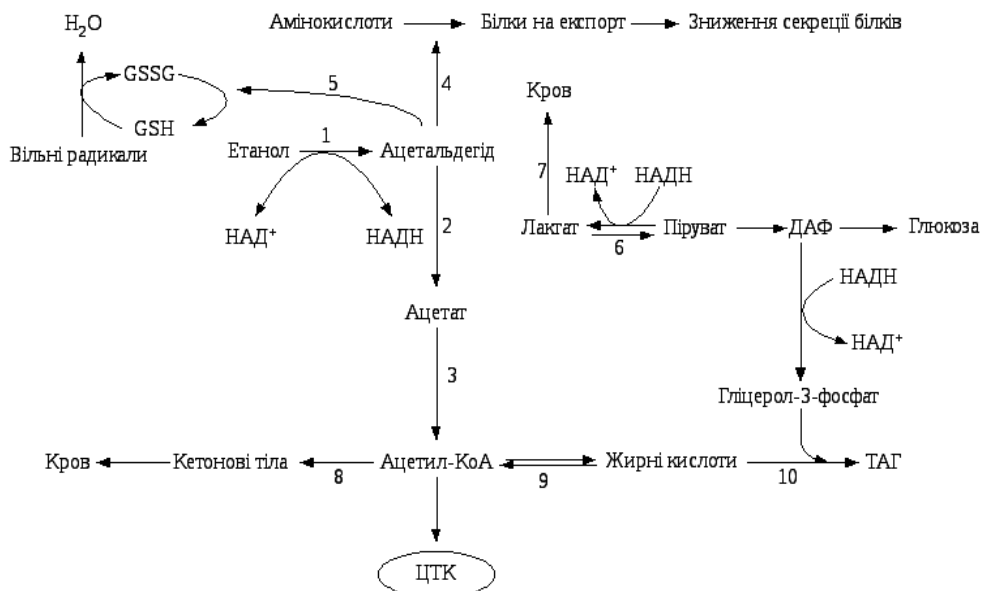 H₂O
Амінокислоти
Білки на експорт
Зниження секреції білків
GSSG
5
4
Кров
GSH
1
Вільні радикали
Етанол
Ацетальдегід
7
НАД⁺
НАДН
НАД⁺
НАДН
2
Лактат
6
Піруват
ДАФ
Глюкоза
НАДН
Ацетат
НАД⁺
3
Гліцерол-3-фосфат
Кров
Кетонові тіла
8
Ацетил-КоА
9
Жирні кислоти
10
ТАГ
ЦТК